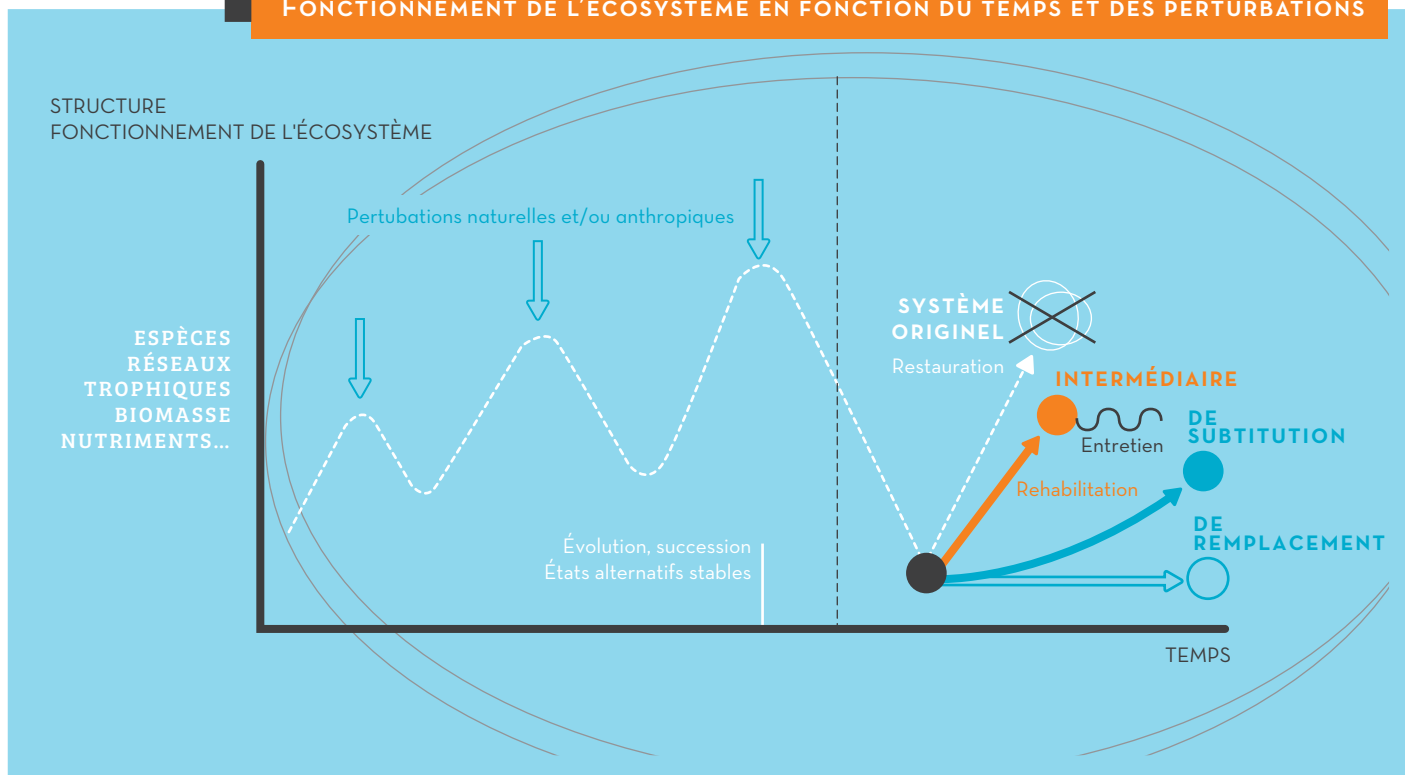 FONCTIONNEMENT DE L'ÉCOSYSTÈME EN FONCTION DU TEMPS ET DES PERTURBATIONS
STRUCTURE
FONCTIONNEMENT DE L'ÉCOSYSTÈME
Pertubations naturelles et/ou anthropiques
ESPÈCES
RÉSEAUX
TROPHIQUES
BIOMASSE
NUTRIMENTS...
SYSTÈME
ORIGINEL
Restauration
INTERMÉDIAIRE
Entretien
DE
SUBTITUTION
Rehabilitation
DE
REMPLACEMENT
Évolution, succession
États alternatifs stables
TEMPS